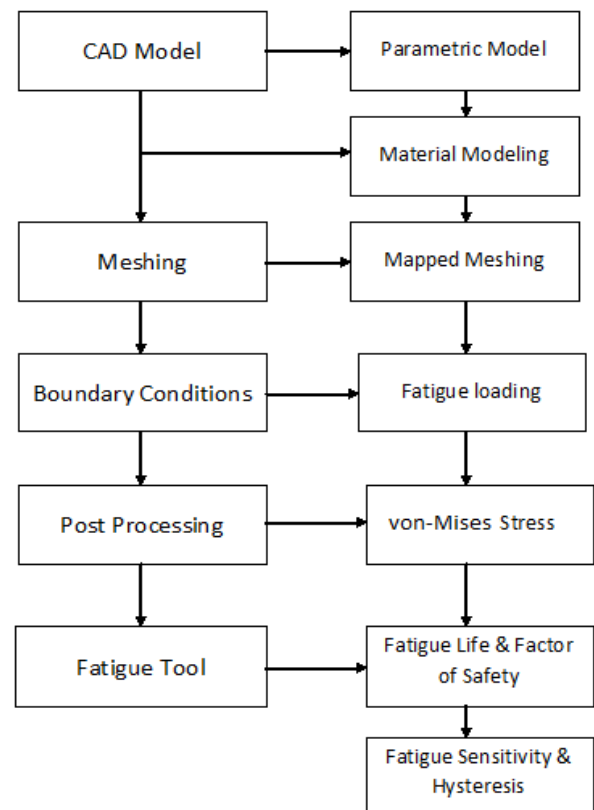 CAD Model
Parametric Model
Material Modeling
Meshing
Mapped Meshing
Boundary Conditions
Fatigue loading
Post Processing
von-Mises Stress
Fatigue Tool
Fatigue Life & Factor
of Safety
Fatigue Sensitivity &
Hysteresis